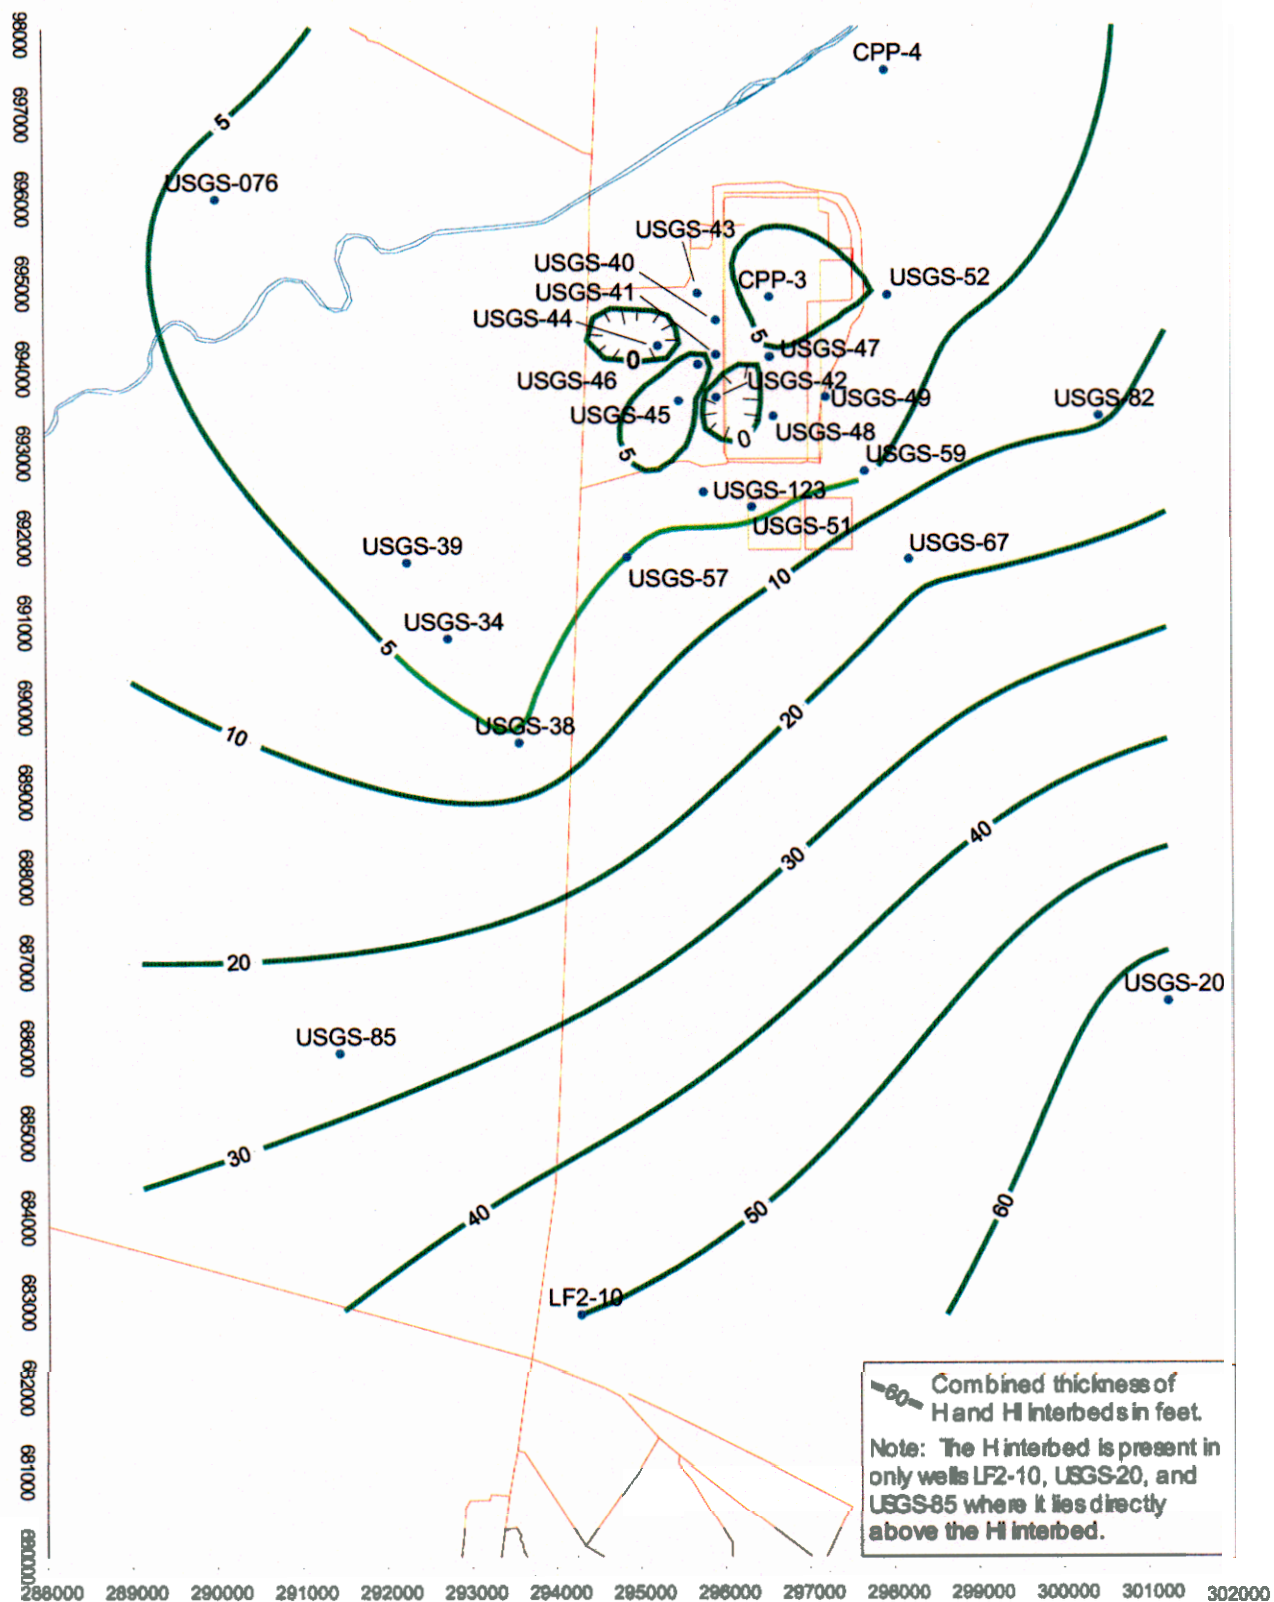 98000
697000
696000
695000
694000
693000
692000
691000
690000
689000
688000
687000
686000
685000
684000
683000
682000
681000
680000
288000 289000 290000 291000 292000 293000 294000 295000 296000 297000 298000 299000 300000 301000 302000
CPP-4
5
USGS-076
USGS-43
USGS-40
CPP-3
USGS-52
USGS-41
USGS-44
5
0
USGS-47
USGS-46
USGS-42
USGS-82
USGS-49
USGS-45
0
USGS-48
5
USGS-59
USGS-123
USGS-51
USGS-39
USGS-67
USGS-57
10
USGS-34
5
20
USGS-38
10
40
30
20
USGS-20
USGS-85
30
60
40
50
LF2-10
60 Combined thickness of
H and HI interbeds in feet.
Note: The H interbed is present in
only wells LF2-10, USGS-20, and
USGS-85 where it lies directly
above the HI interbed.